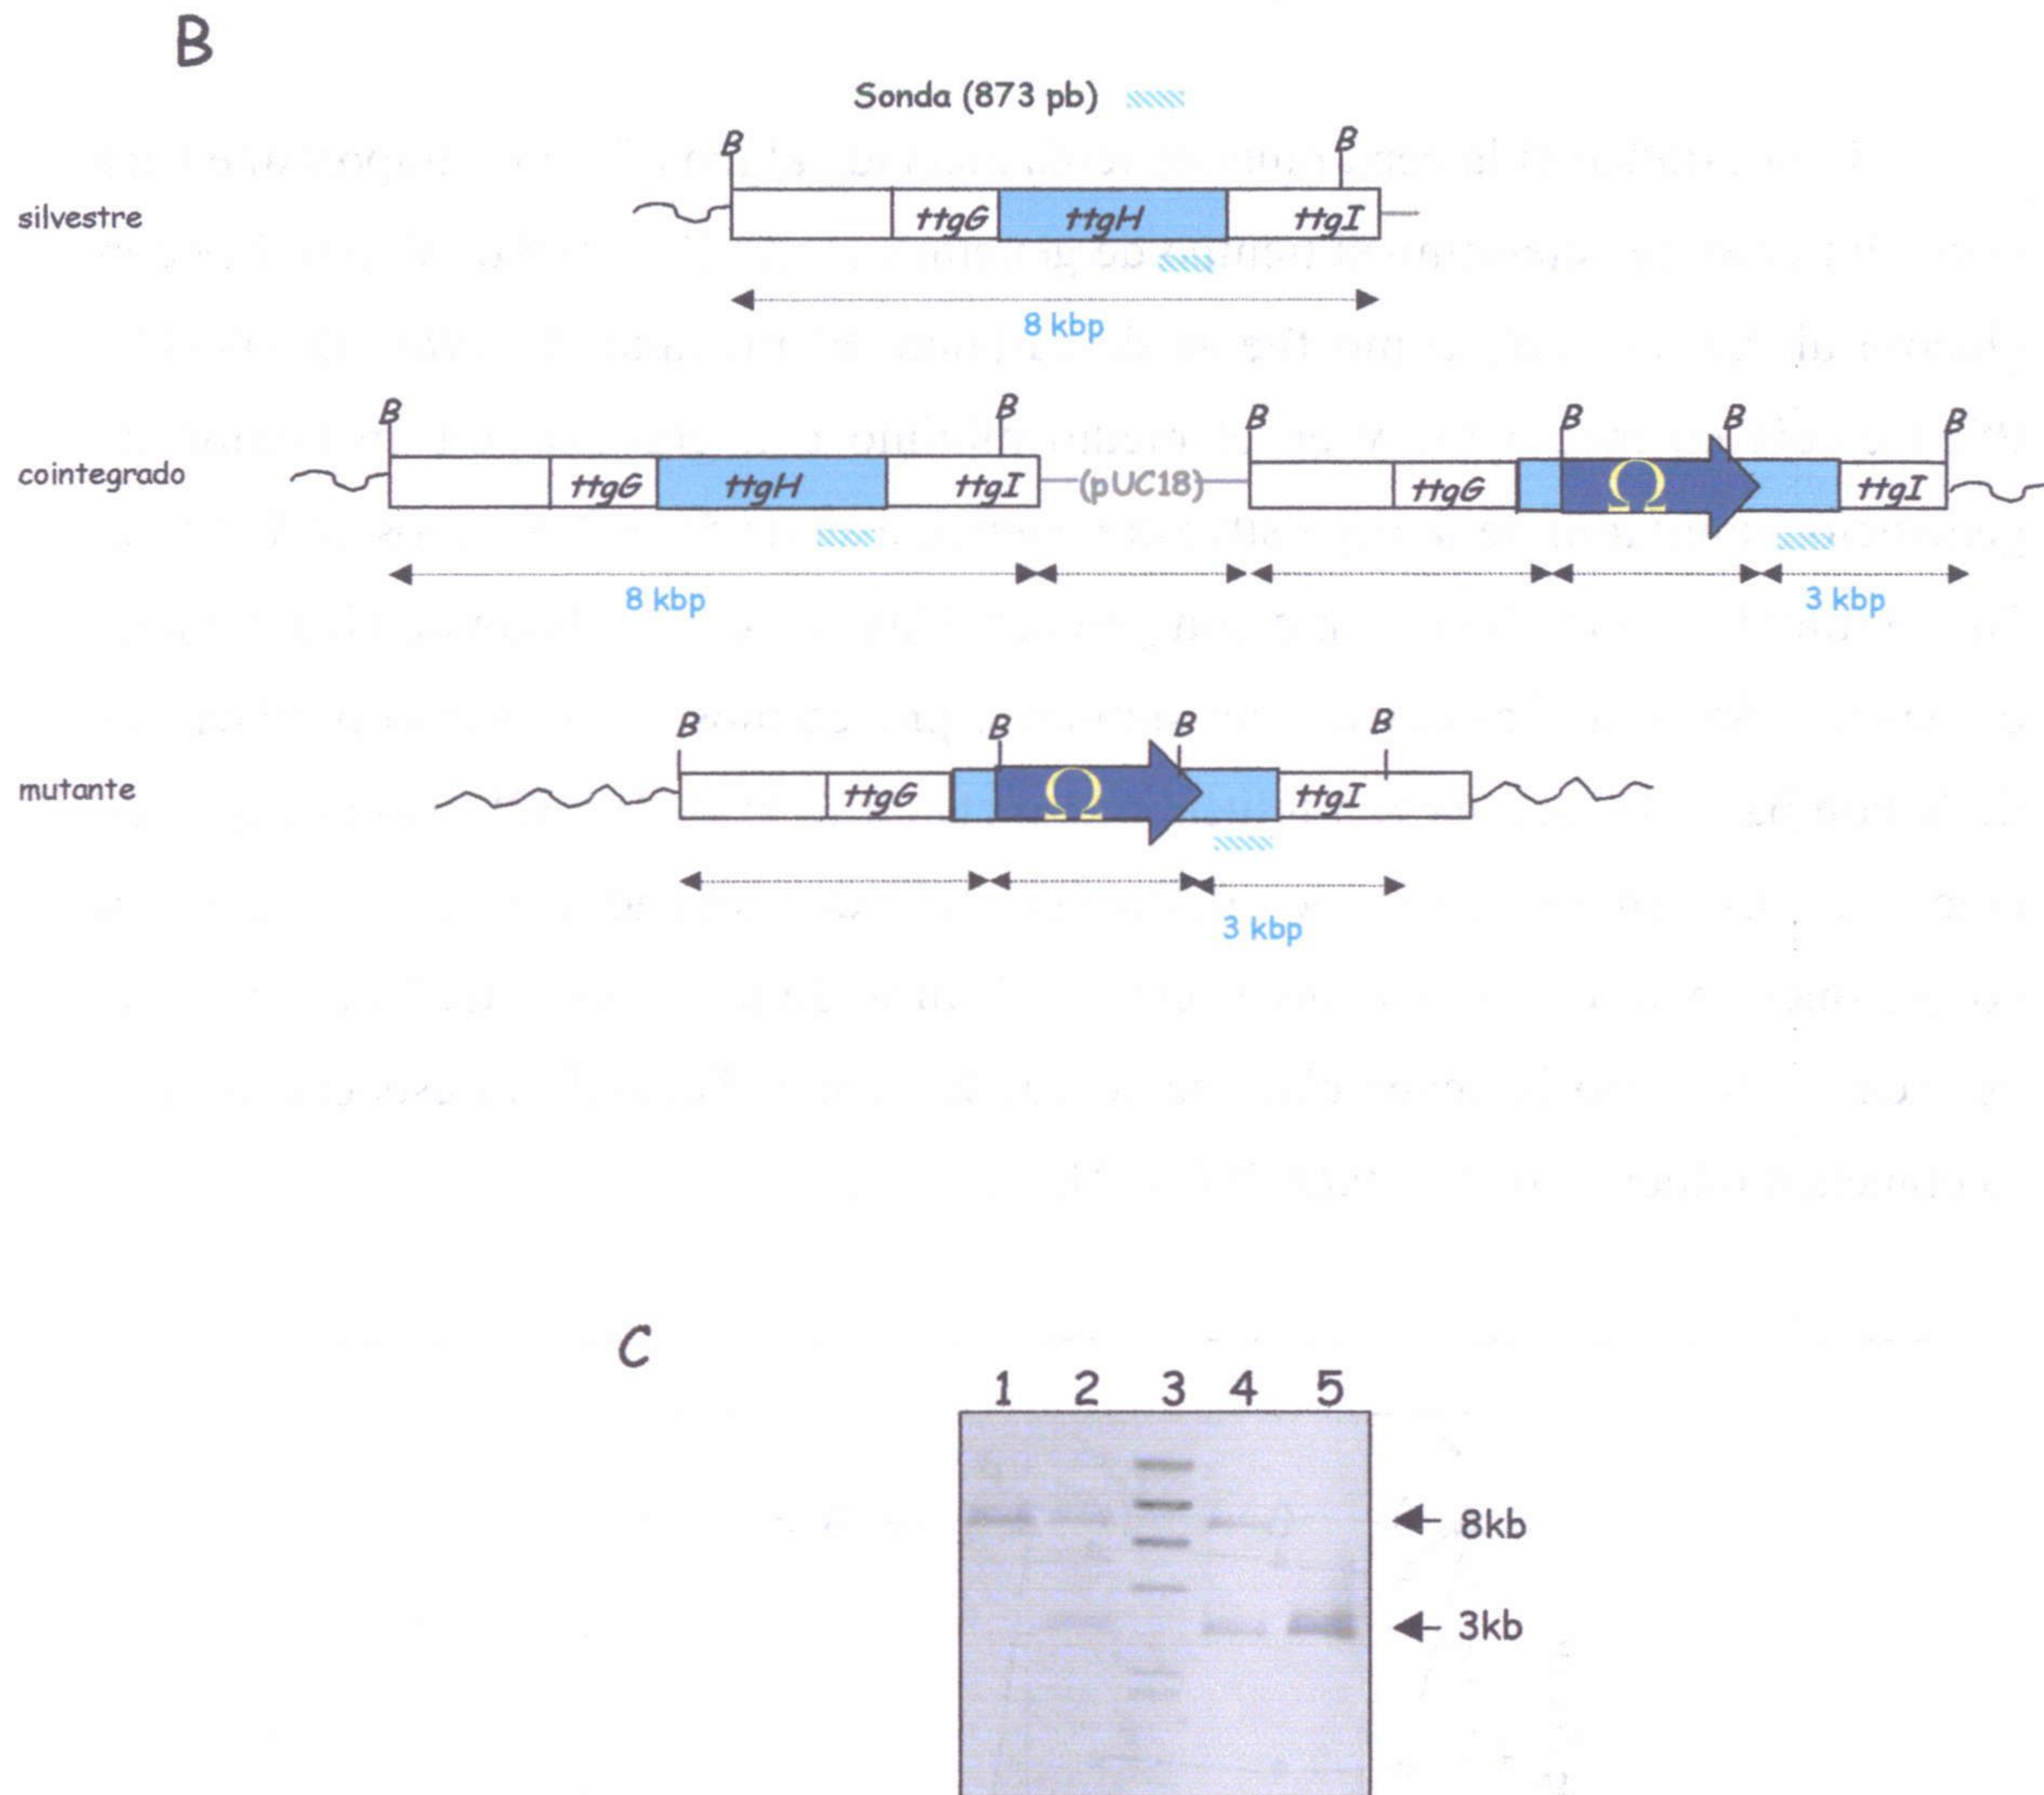 B
Sonda (873 pb)
B B
silvestre
ttgG ttgH ttgI
8 kbp
B B B B B B
cointegrado
ttgG ttgH ttgI (pUC18) ttgG Ω ttgI
8 kbp 3 kbp
B B B B
mutante
ttgG Ω ttgI
3 kbp
C
1 2 3 4 5
8kb
3kb